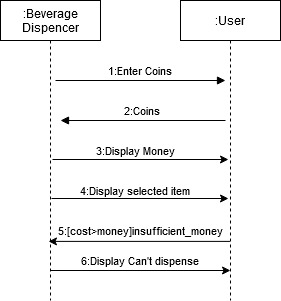 :Beverage
Dispencer
:User
1:Enter Coins
2:Coins
3:Display Money
4:Display selected item
5:[cost>money]insufficient_money
6:Display Can't dispense